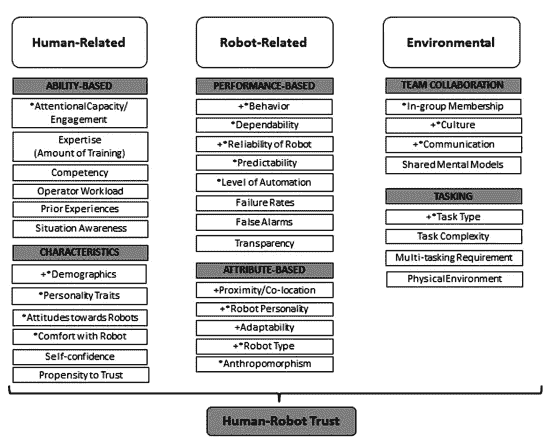 Human-Related
ABILITY-BASED
*Attentional Capacity/
Engagement
Expertise
(Amount of Training)
Competency
Operator Workload
Prior Experiences
Situation Awareness
CHARACTERISTICS
+*Demographics
*Personality Traits
*Attitudes towards Robots
*Comfort with Robot
Self-confidence
Propensity to Trust
Robot-Related
PERFORMANCE-BASED
+*Behavior
*Dependability
+*Reliability of Robot
*Predictability
*Level of Automation
Failure Rates
False Alarms
Transparency
ATTRIBUTE-BASED
+Proximity/Co-location
+*Robot Personality
+Adaptability
+*Robot Type
*Anthropomorphism
Environmental
TEAM COLLABORATION
*In-group Membership
+*Culture
+*Communication
Shared Mental Models
TASKING
+*Task Type
Task Complexity
Multi-tasking Requirement
Physical Environment
Human-Robot Trust